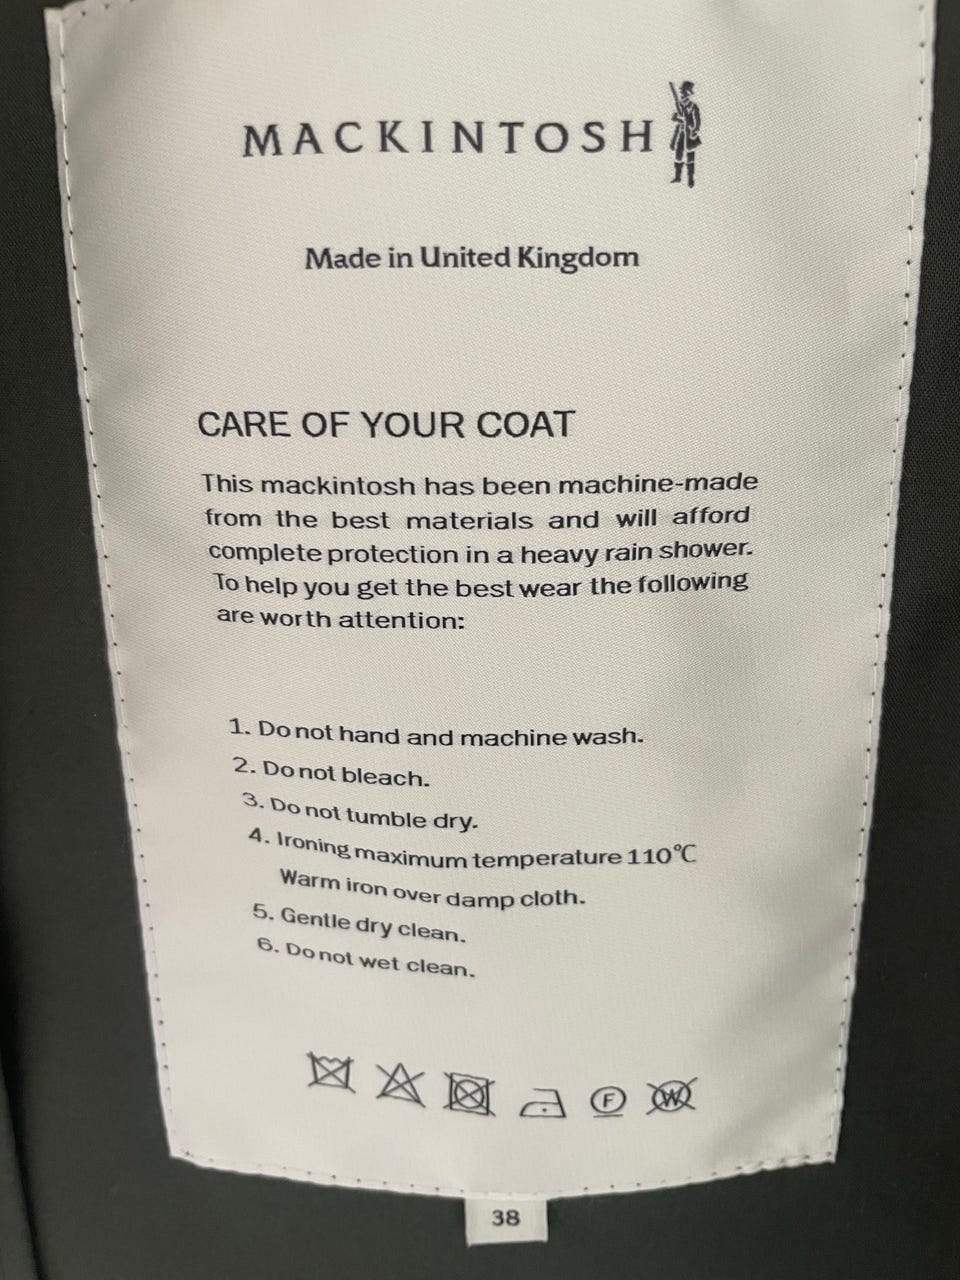 MACKINTOSH
Made in United Kingdom
CARE OF YOUR COAT
This mackintosh has been machine-made
from the best materials and will afford
complete protection in a heavy rain shower.
To help you get the best wear the following
are worth attention:
1. Do not hand and machine wash.
2. Do not bleach.
3. Do not tumble dry.
4. Ironing maximum temperature 110℃
Warm iron over damp cloth.
5. Gentle dry clean.
6. Do not wet clean.
F W
38